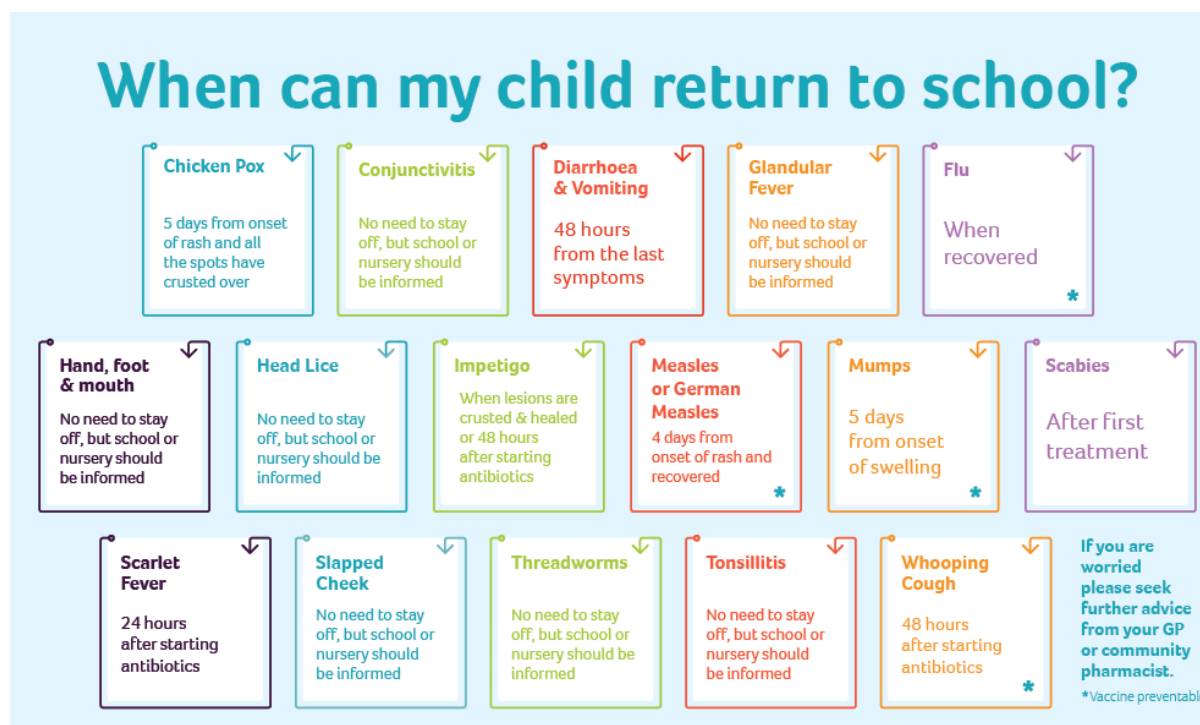 When can my child return to school?
Chicken Pox
5 days from onset
of rash and all
the spots have
crusted over
Conjunctivitis
No need to stay
off, but school or
nursery should
be informed
Diarrhoea
& Vomiting
48 hours
from the last
symptoms
Glandular
Fever
No need to stay
off, but school or
nursery should
be informed
Flu
When
recovered
*
Hand, foot
& mouth
No need to stay
off, but school or
nursery should
be informed
Head Lice
No need to stay
off, but school or
nursery should be
informed
Impetigo
When lesions are
crusted & healed
or 48 hours
after starting
antibiotics
Measles
or German
Measles
4 days from
onset of rash and
recovered
*
Mumps
5 days
from onset
of swelling
*
Scabies
After first
treatment
Scarlet
Fever
24 hours
after starting
antibiotics
Slapped
Cheek
No need to stay
off, but school or
nursery should
be informed
Threadworms
No need to stay
off, but school or
nursery should be
informed
Tonsillitis
No need to stay
off, but school or
nursery should
be informed
Whooping
Cough
48 hours
after starting
antibiotics
*
If you are
worried
please seek
further advice
from your GP
or community
pharmacist.
*Vaccine preventable